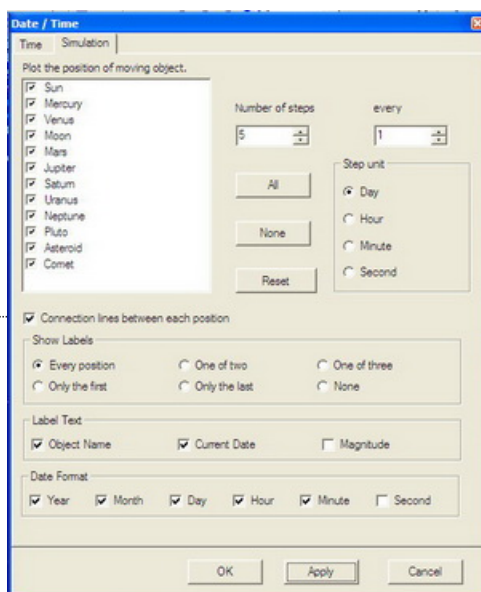 Date / Time
Time Simulation
Plot the position of moving object.
Sun
Mercury
Venus
Moon
Mars
Jupiter
Saturn
Uranus
Neptune
Pluto
Asteroid
Comet
Number of steps every
5 1
All
None
Reset
Step unit
Day
Hour
Minute
Second
Connection lines between each position
Show Labels
Every position One of two One of three
Only the first Only the last None
Label Text
Object Name Current Date Magnitude
Date Format
Year Month Day Hour Minute Second
OK Apply Cancel